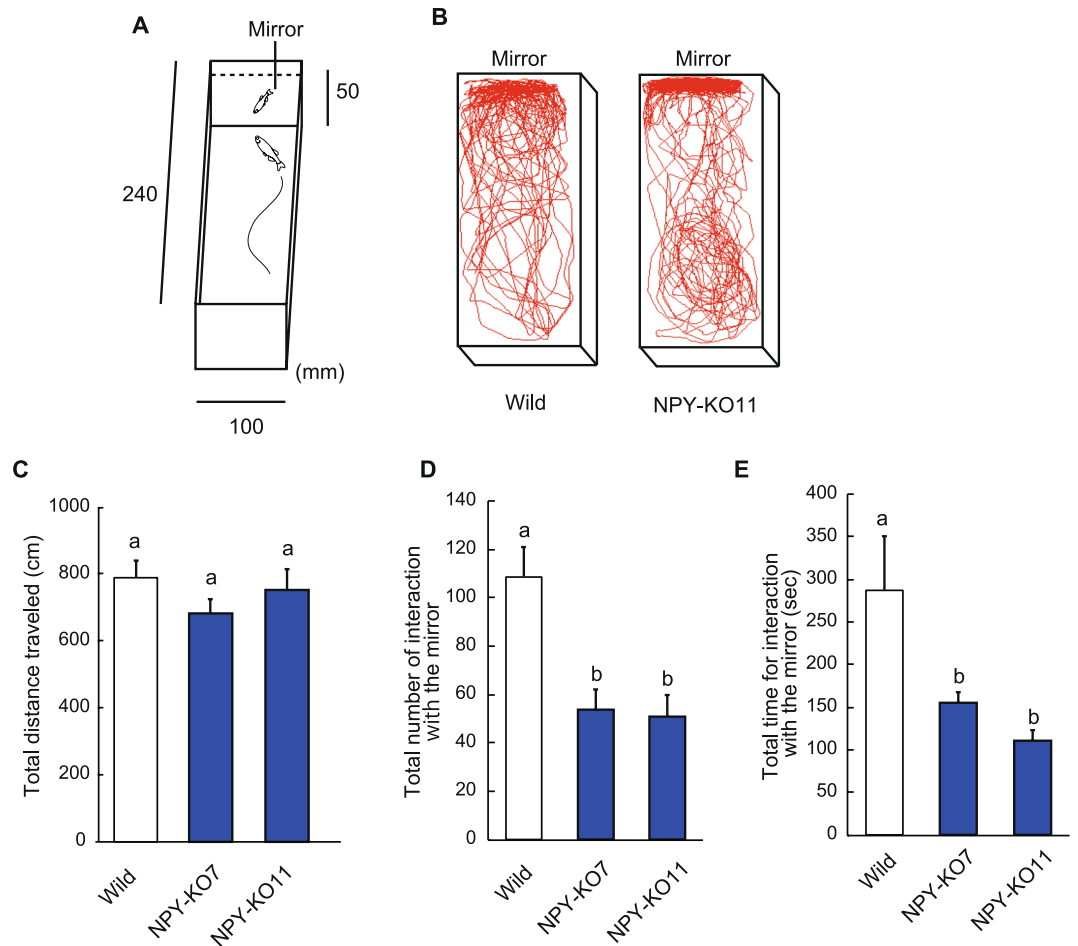 A
Mirror
50
240
(mm)
100
B
Mirror
Mirror
Wild
NPY-KO11
C
Total distance traveled (cm)
1000
800
600
400
200
0
a
a
a
Wild
NPY-KO7
NPY-KO11
D
Total number of interaction
with the mirror
140
120
100
80
60
40
20
0
a
b
b
Wild
NPY-KO7
NPY-KO11
E
Total time for interaction
with the mirror (sec)
400
350
300
250
200
150
100
50
0
a
b
b
Wild
NPY-KO7
NPY-KO11